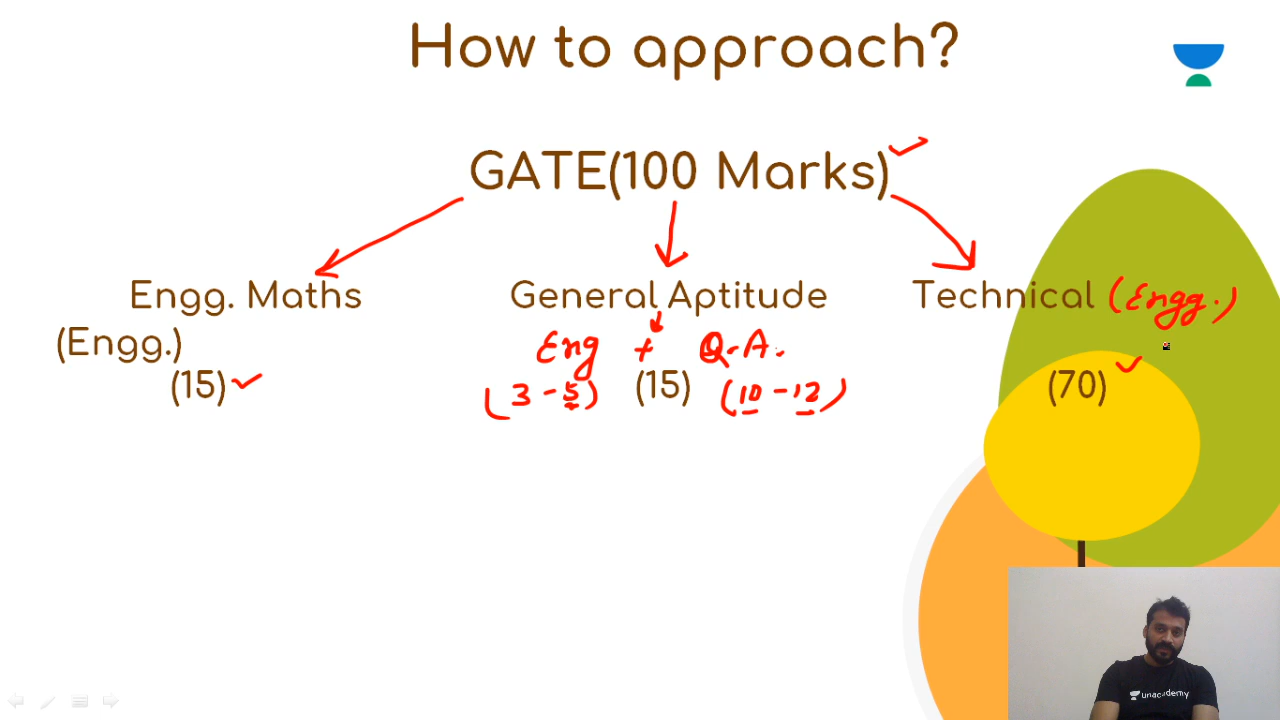 How to approach?
GATE(100 Marks)
Engg. Maths
(Engg.)
(15)
General Aptitude
Eng + Q.A.
(3-5) (15) (10-12)
Technical (Engg.)
(70)
unacademy